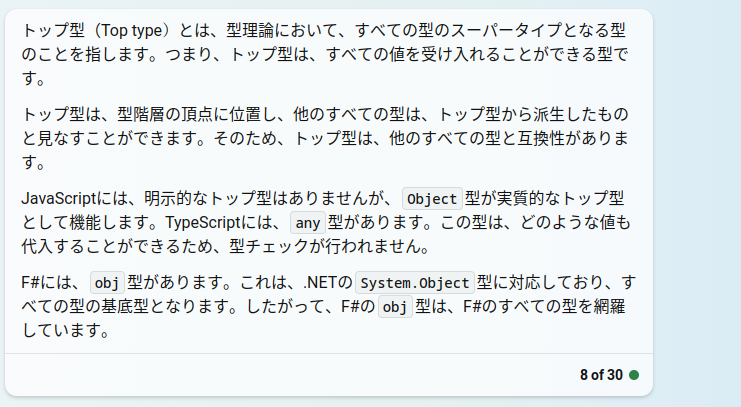 トップ型（Top type）とは、型理論において、すべての型のスーパータイプとなる型
のことを指します。つまり、トップ型は、すべての値を受け入れることができる型で
す。
トップ型は、型階層の頂点に位置し、他のすべての型は、トップ型から派生したもの
と見なすことができます。そのため、トップ型は、他のすべての型と互換性がありま
す。
JavaScriptには、明示的なトップ型はありませんが、 Object 型が実質的なトップ型
として機能します。TypeScriptには、 any 型があります。この型は、どのような値も
代入することができるため、型チェックが行われません。
F#には、 obj 型があります。これは、.NETの System.Object 型に対応しており、す
べての型の基底型となります。したがって、F#の obj 型は、F#のすべての型を網羅
しています。
8 of 30